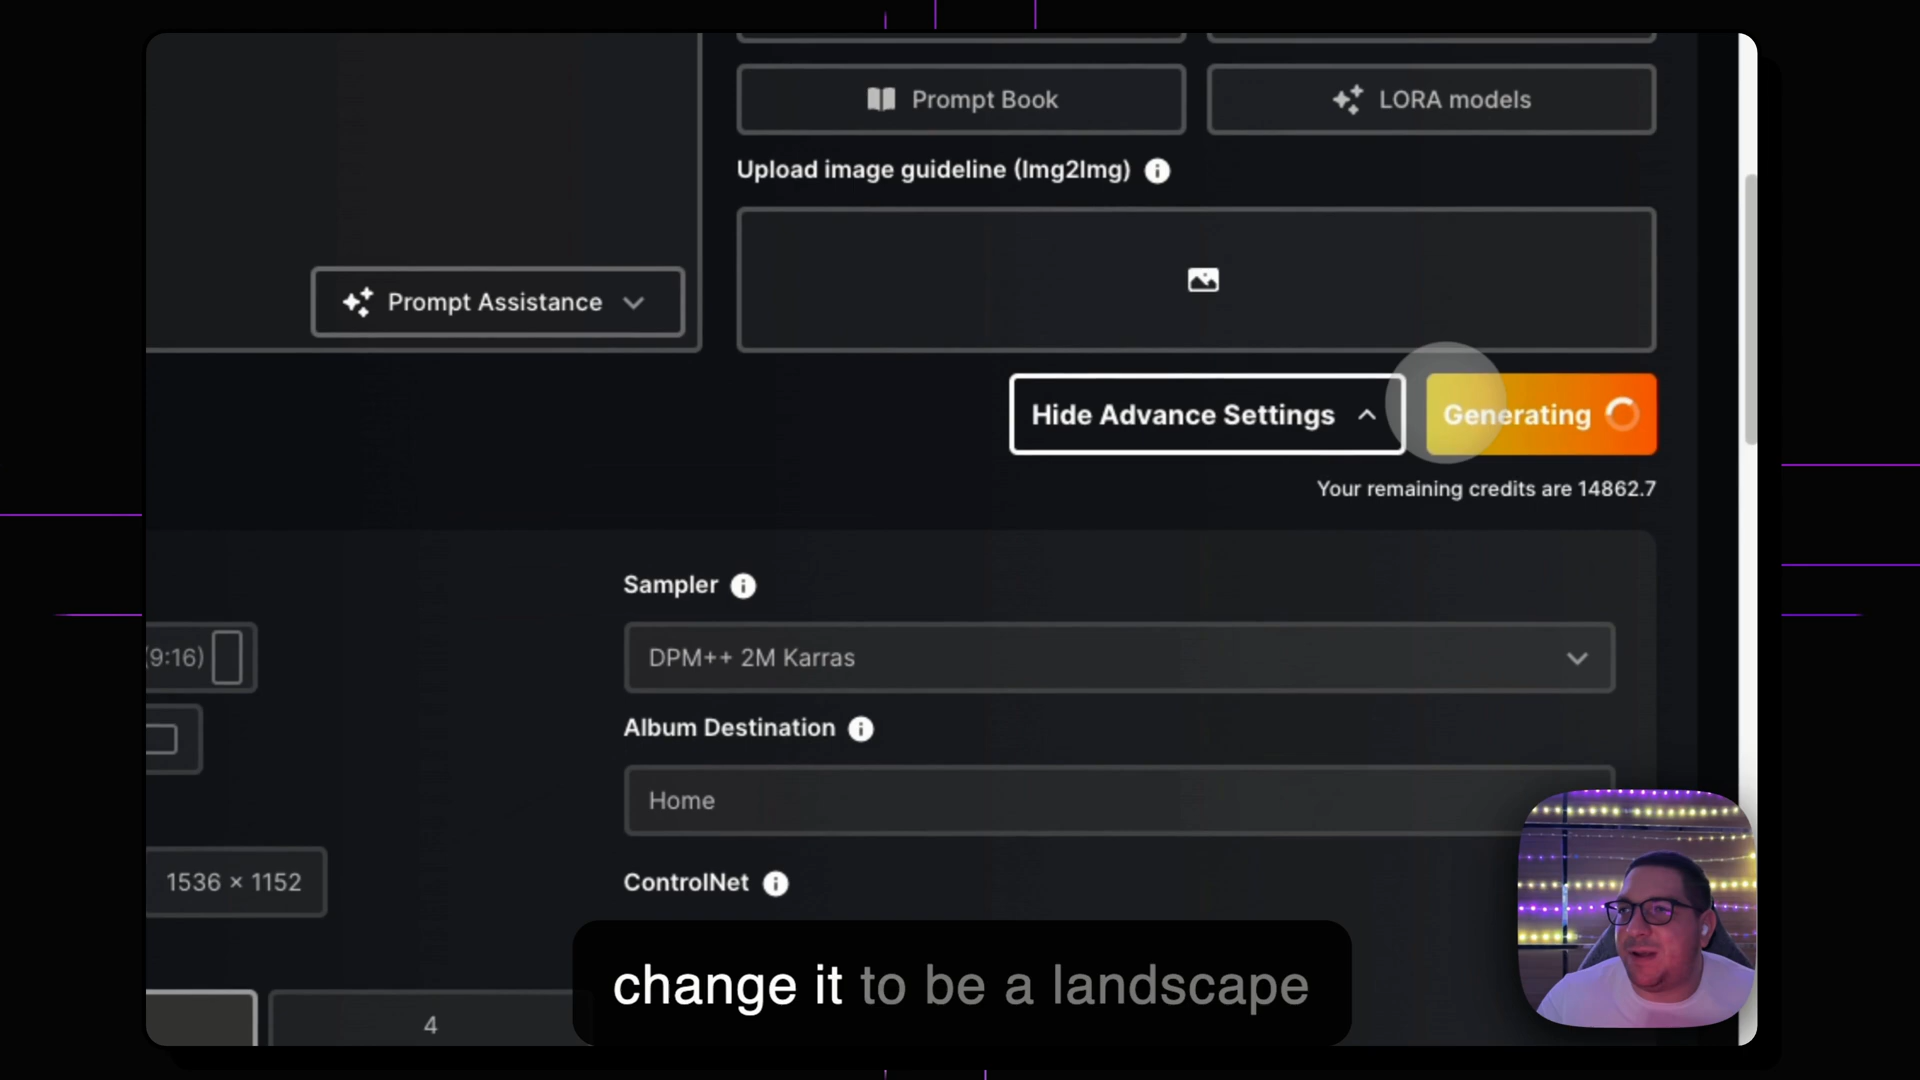 Prompt Book
LORA models
Upload image guideline (Img2Img)
Prompt Assistance
Hide Advance Settings
Generating
Your remaining credits are 14862.7
Sampler
(9:16)
DPM++ 2M Karras
Album Destination
Home
1536 × 1152
ControlNet
change it to be a landscape
4